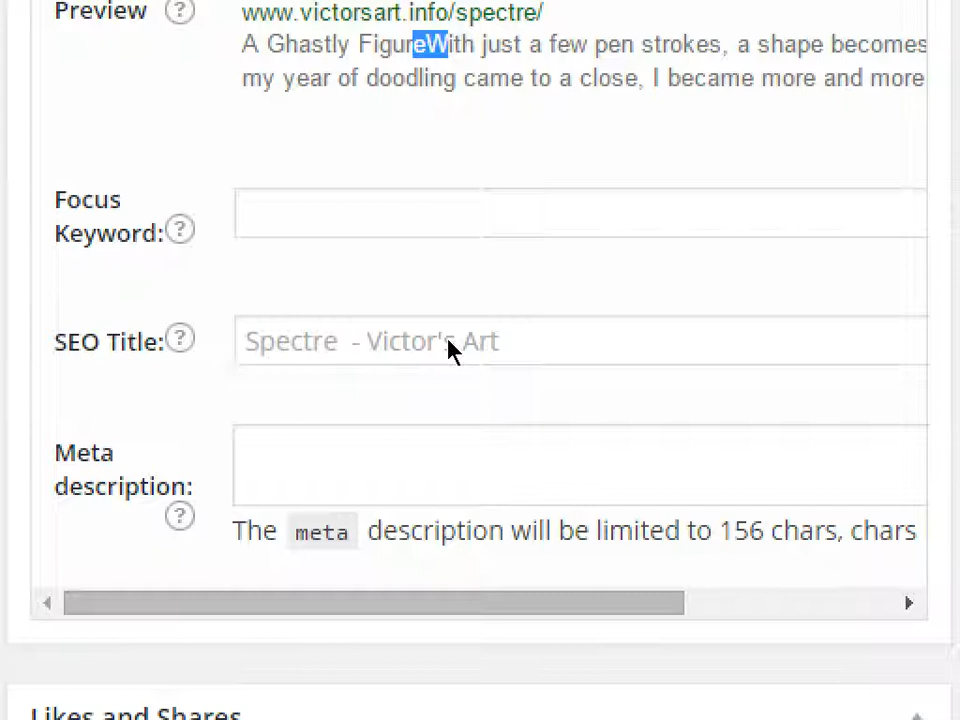 Preview ?
www.victorsart.info/spectre/
A Ghastly FigureWith just a few pen strokes, a shape becomes
my year of doodling came to a close, I became more and more
Focus
Keyword: ?
SEO Title: ?
Spectre - Victor's Art
Meta
description:
?
The meta description will be limited to 156 chars, chars
Likes and Shares